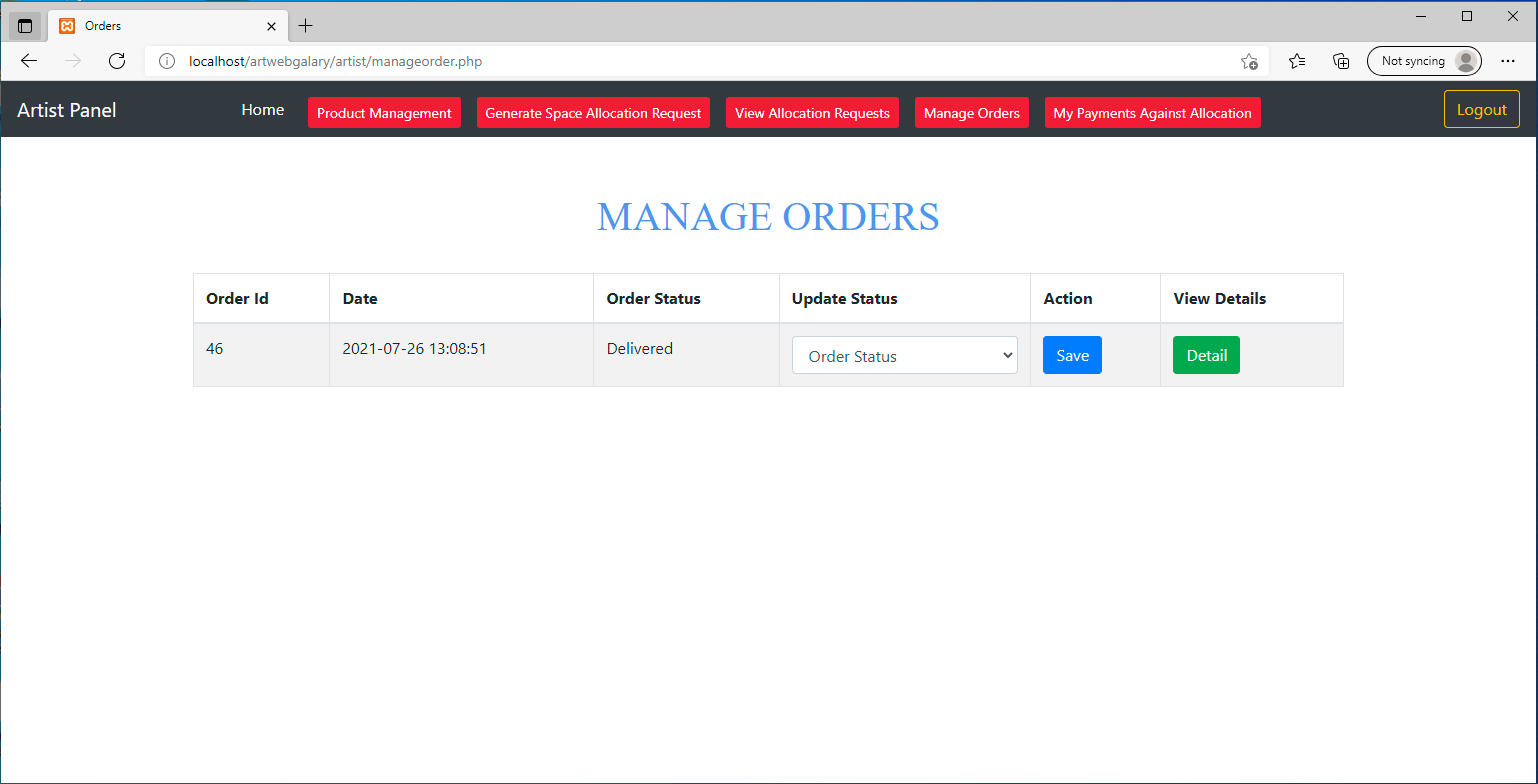 Orders
localhost/artwebgalary/artist/manageorder.php
Not syncing
Artist Panel
Home
Product Management
Generate Space Allocation Request
View Allocation Requests
Manage Orders
My Payments Against Allocation
Logout
MANAGE ORDERS
Order Id Date Order Status Update Status Action View Details
46 2021-07-26 13:08:51 Delivered Order Status Save Detail